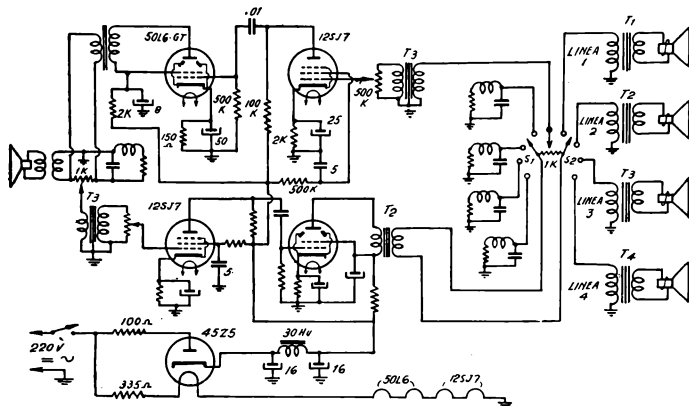 .01
50L6-GT
12SJ7
T3
T1
LINEA
1
8
500
K
100
K
500
K
2K
150
Ω
50
2K
25
5
T2
LINEA
2
1K
500K
S1
1K
S2
T3
LINEA
3
T3
12SJ7
T2
5
T4
LINEA
4
100Ω
45Z5
30Hy
220V
= ~
16
16
335Ω
50L6
12SJ7